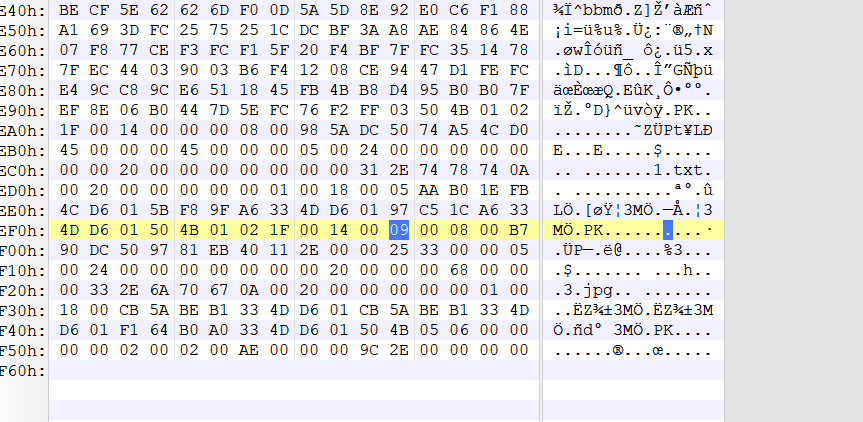 E40h: BE CF 5E 62 62 6D F0 0D 5A 5D 8E 92 E0 C6 F1 88 ¾Ï^bbmð.Z]Ž’àÆñˆ
EA50h: A1 69 3D FC 25 75 25 1C DC BF 3A A8 AE 84 86 4E ¡i=ü%u%.Ü¿:¨®„†N
E60h: 07 F8 77 CE F3 FC F1 5F 20 F4 BF 7F FC 35 14 78 .øwÎóüñ_ ô¿.ü5.x
E70h: 7F EC 44 03 90 03 B6 F4 12 08 CE 94 47 D1 FE FC .ìD...¶ô..Î”GÑþü
E80h: E4 9C C8 9C E6 51 18 45 FB 4B B8 D4 95 B0 B0 7F äœÈœæQ.EûK¸Ô•°°.
E90h: EF 8E 06 B0 44 7D 5E FC 76 F2 FF 03 50 4B 01 02 ïŽ.°D}^üvòÿ.PK..
EA0h: 1F 00 14 00 00 00 08 00 98 5A DC 50 74 A5 4C D0 ........˜ZÜPt¥LÐ
EB0h: 45 00 00 00 45 00 00 00 05 00 24 00 00 00 00 00 E...E.....$.....
EC0h: 00 00 20 00 00 00 00 00 00 00 31 2E 74 78 74 0A .. .......1.txt.
ED0h: 00 20 00 00 00 00 00 01 00 18 00 05 AA B0 1E FB . ..........ª°.û
EE0h: 4C D6 01 5B F8 9F A6 33 4D D6 01 97 C5 1C A6 33 LÖ.[øŸ¦3MÖ.—Å.¦3
EF0h: 4D D6 01 50 4B 01 02 1F 00 14 00 09 00 08 00 B7 MÖ.PK..........·
F00h: 90 DC 50 97 81 EB 40 11 2E 00 00 25 33 00 00 05 .ÜP—.ë@....%3...
F10h: 00 24 00 00 00 00 00 00 00 20 00 00 00 68 00 00 .$....... ...h..
F20h: 00 33 2E 6A 70 67 0A 00 20 00 00 00 00 00 01 00 .3.jpg.. .......
F30h: 18 00 CB 5A BE EB B1 33 4D D6 01 CB 5A BE EB B1 33 4D ..ËZ¾±3MÖ.ËZ¾±3M
F40h: D6 01 F1 64 B0 A0 33 4D D6 01 50 4B 05 06 00 00 Ö.ñd° 3MÖ.PK....
F50h: 00 00 02 00 02 00 AE 00 00 00 9C 2E 00 00 00 00 ......®...œ.....
F60h: